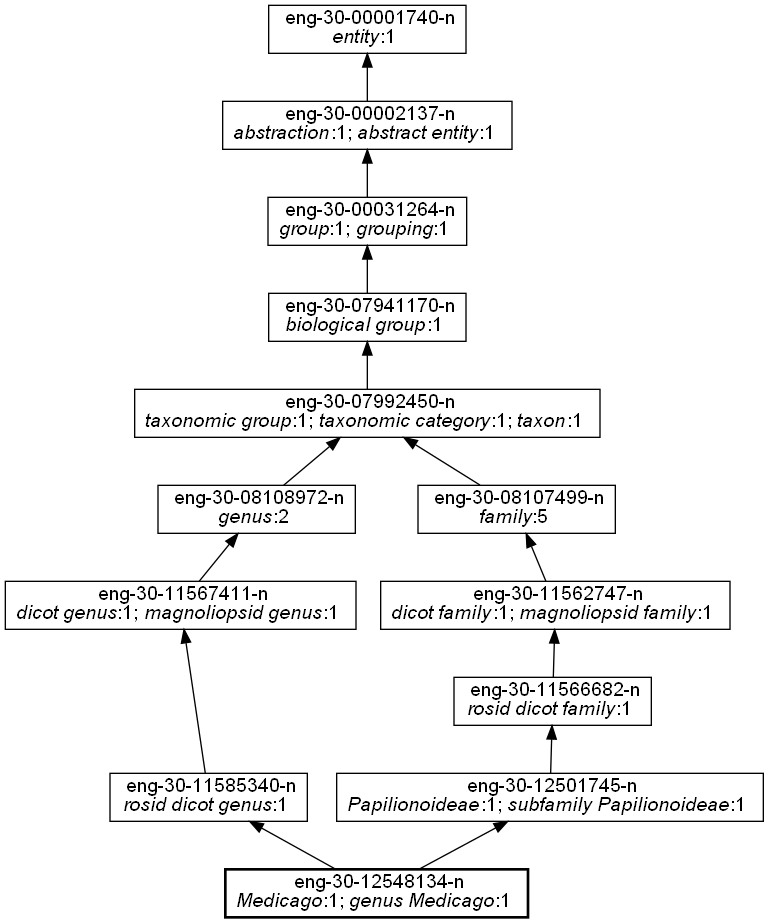 eng-30-00001740-n
entity:1
eng-30-00002137-n
abstraction:1; abstract entity:1
eng-30-00031264-n
group:1; grouping:1
eng-30-07941170-n
biological group:1
eng-30-07992450-n
taxonomic group:1; taxonomic category:1; taxon:1
eng-30-08108972-n
genus:2
eng-30-08107499-n
family:5
eng-30-11567411-n
dicot genus:1; magnoliopsid genus:1
eng-30-11562747-n
dicot family:1; magnoliopsid family:1
eng-30-11566682-n
rosid dicot family:1
eng-30-11585340-n
rosid dicot genus:1
eng-30-12501745-n
Papilionoideae:1; subfamily Papilionoideae:1
eng-30-12548134-n
Medicago:1; genus Medicago:1